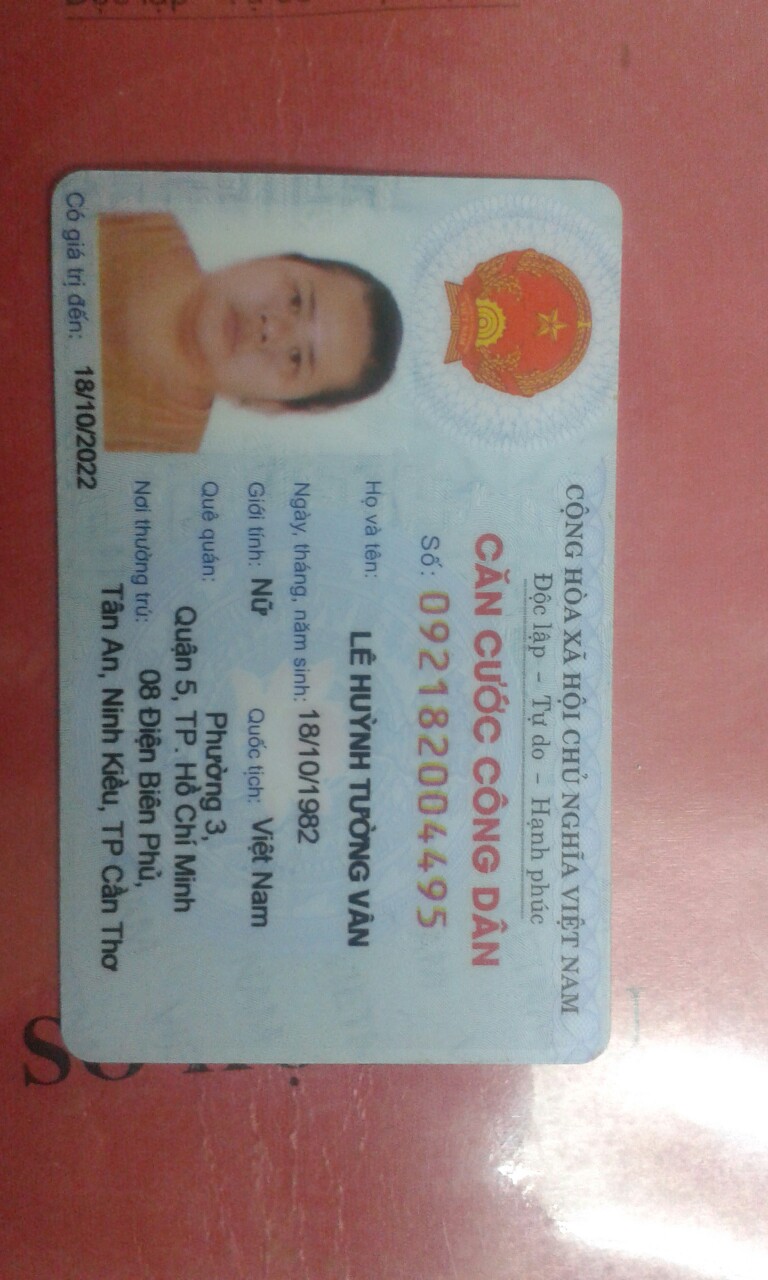 CỘNG HÒA XÃ HỘI CHỦ NGHĨA VIỆT NAM
Độc lập – Tự do – Hạnh phúc
CĂN CƯỚC CÔNG DÂN
Số: 092182004495
Họ và tên:
LÊ HUỲNH TƯỜNG VÂN
Ngày, tháng, năm sinh: 18/10/1982
Giới tính: Nữ Quốc tịch: Việt Nam
Quê quán: Phường 3,
Quận 5, TP. Hồ Chí Minh
Nơi thường trú: 08 Điện Biên Phủ,
Tân An, Ninh Kiều, TP Cần Thơ
Có giá trị đến: 18/10/2022